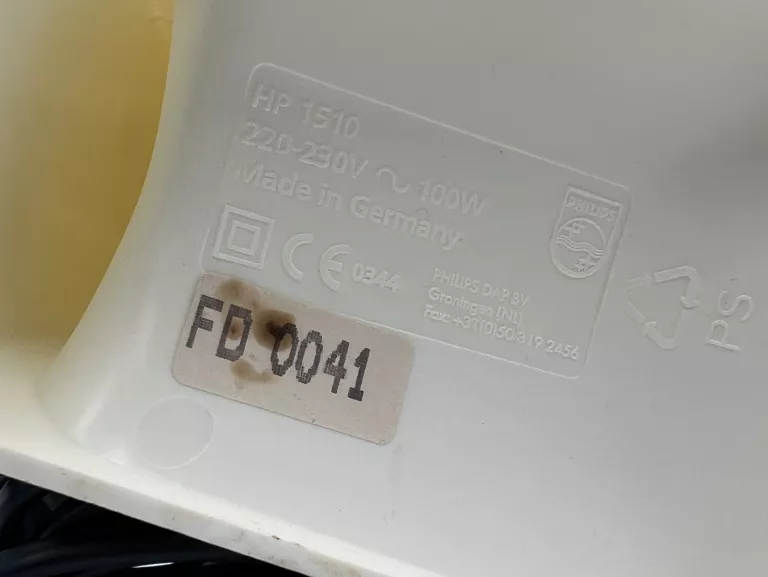 HP 1510
220-230V ~ 100W
Made in Germany
PHILIPS
CE 0344
PHILIPS DAP BV
Groningen (NL)
Fax: +31(0)50 319 2456
PS
FD 0041